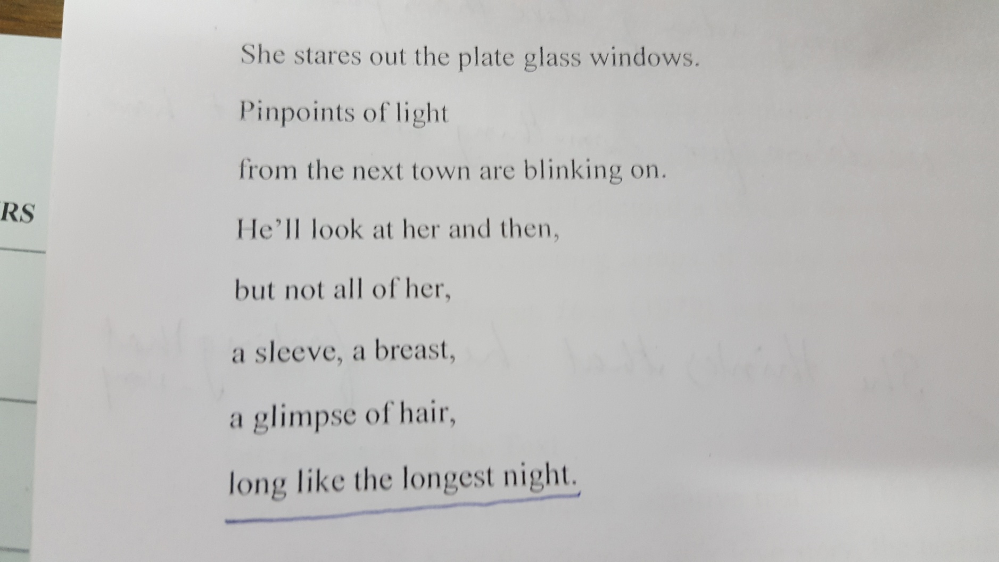 She stares out the plate glass windows.
Pinpoints of light
from the next town are blinking on.
RS
He'll look at her and then,
but not all of her,
a sleeve, a breast,
a glimpse of hair,
long like the longest night.